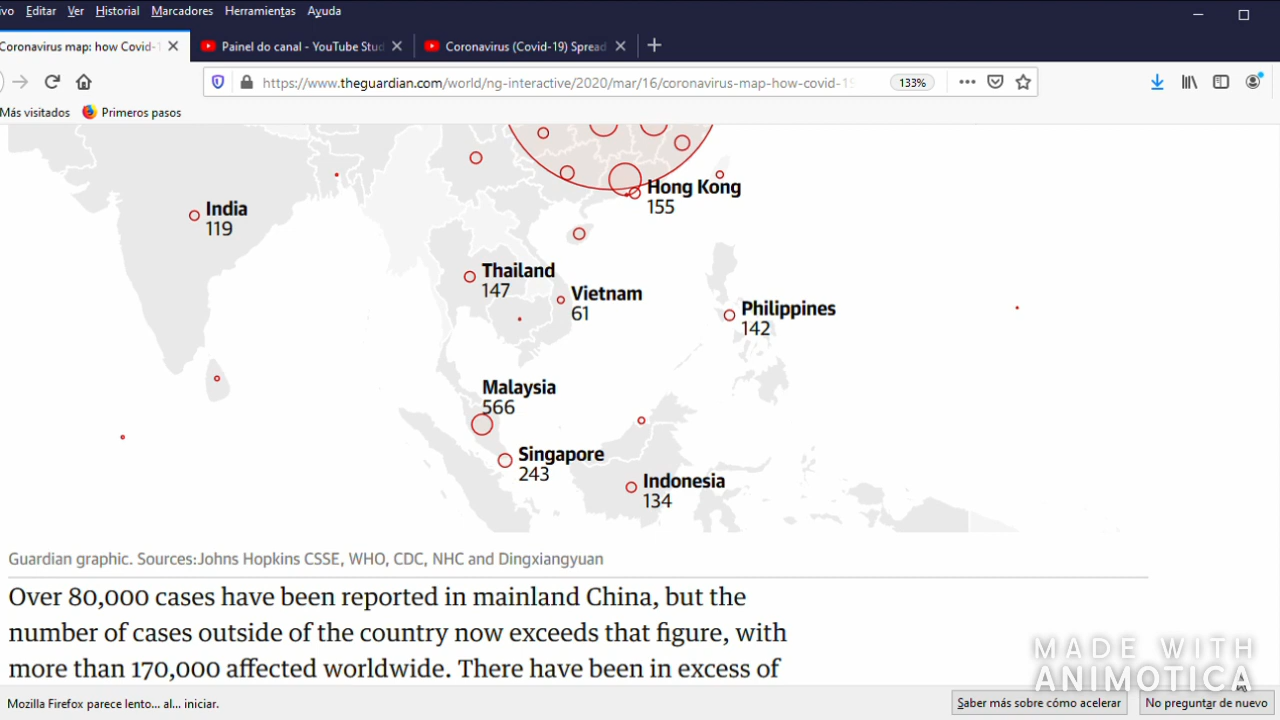 ivo Editar Ver Historial Marcadores Herramientas Ayuda
Coronavirus map: how Covid-1 Painel do canal - YouTube Stud Coronavirus (Covid-19) Spread
https://www.theguardian.com/world/ng-interactive/2020/mar/16/coronavirus-map-how-covid-19 133%
Más visitados Primeros pasos
Hong Kong
155
India
119
Thailand
147
Vietnam
61
Philippines
142
Malaysia
566
Singapore
243
Indonesia
134
Guardian graphic. Sources:Johns Hopkins CSSE, WHO, CDC, NHC and Dingxiangyuan
Over 80,000 cases have been reported in mainland China, but the
number of cases outside of the country now exceeds that figure, with
more than 170,000 affected worldwide. There have been in excess of
MADE WITH
ANIMOTICA
Mozilla Firefox parece lento... al... iniciar. Saber más sobre cómo acelerar No preguntar de nuevo